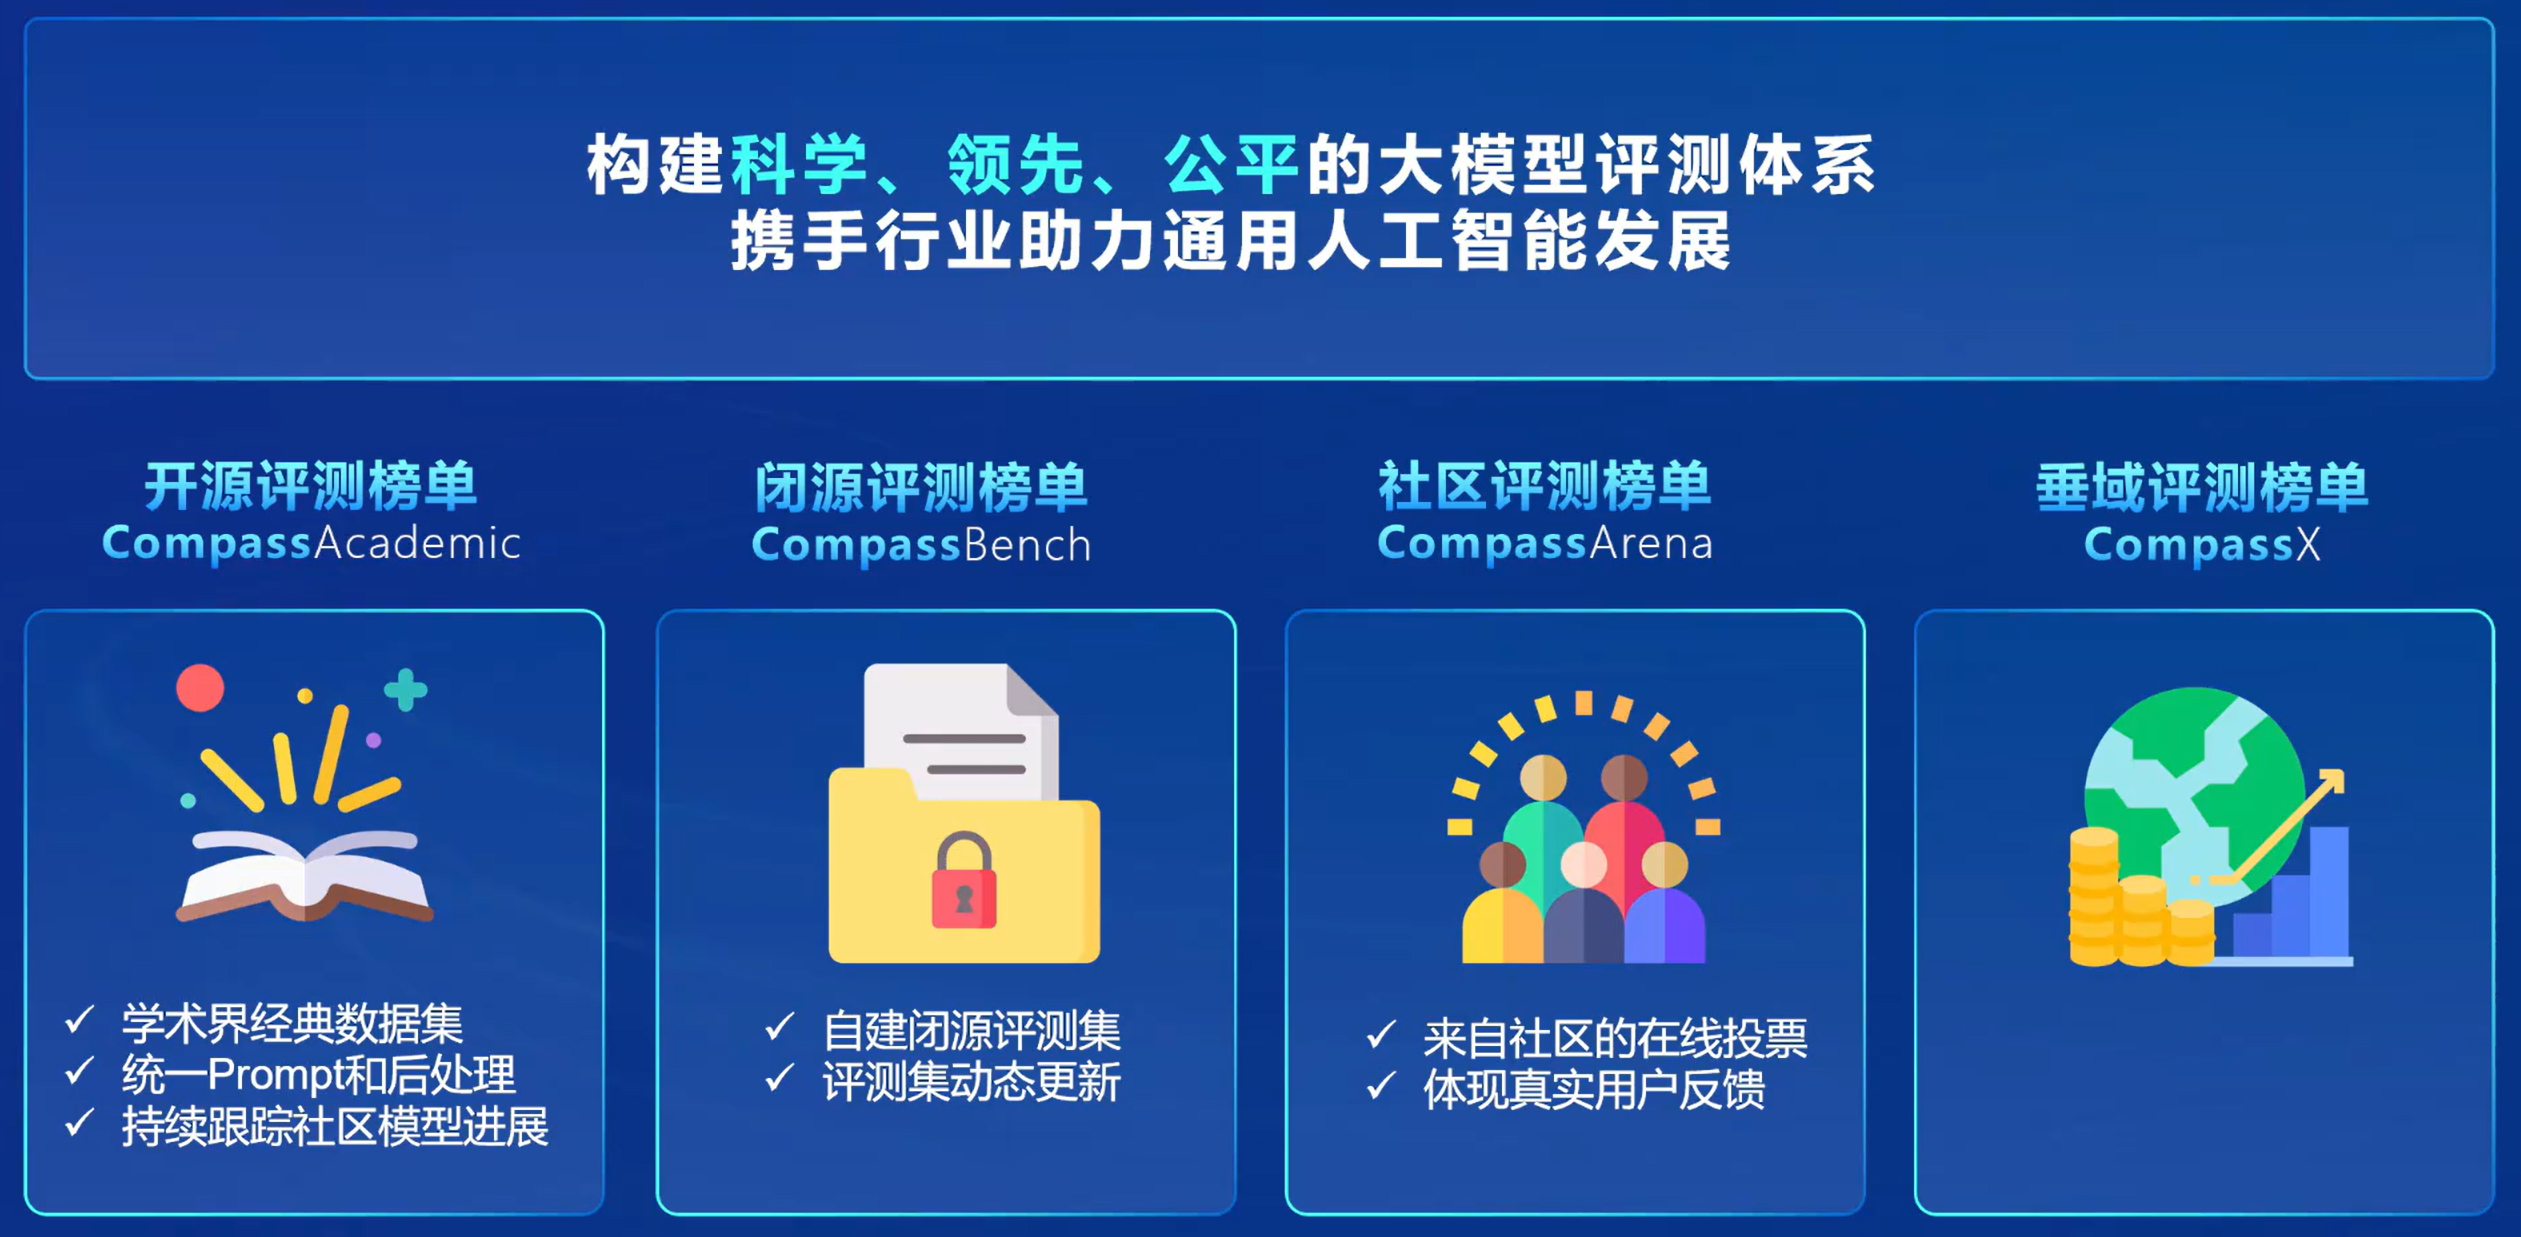 构建科学、领先、公平的大模型评测体系
携手行业助力通用人工智能发展
开源评测榜单
CompassAcademic
学术界经典数据集
统一Prompt和后处理
持续跟踪社区模型进展
闭源评测榜单
CompassBench
自建闭源评测集
评测集动态更新
社区评测榜单
CompassArena
来自社区的在线投票
体现真实用户反馈
垂域评测榜单
CompassX